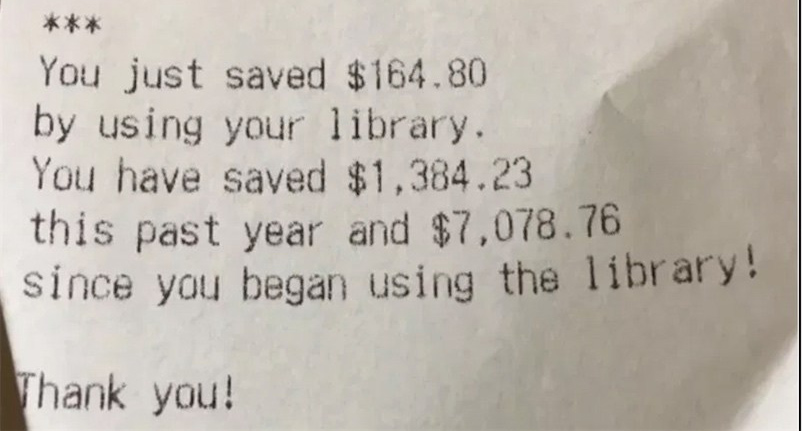 ***
You just saved $164.80
by using your library.
You have saved $1,384.23
this past year and $7,078.76
since you began using the library!
Thank you!